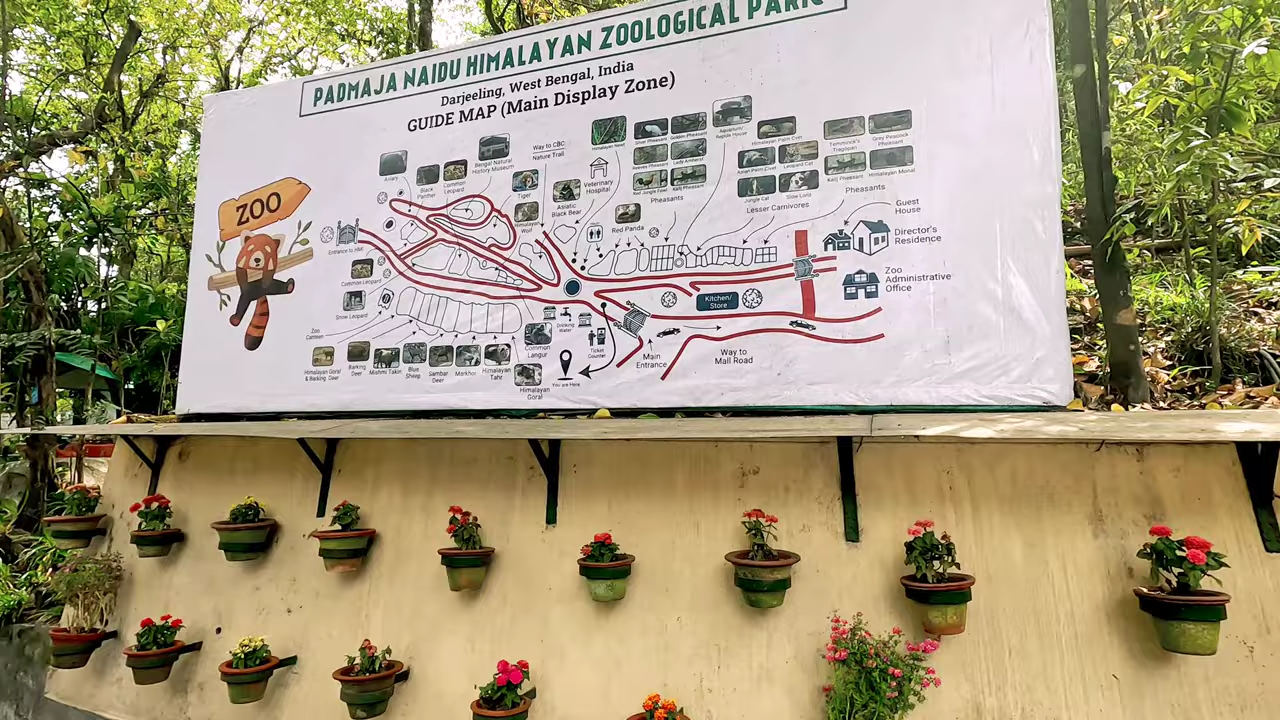 PADMAJA NAIDU HIMALAYAN ZOOLOGICAL PARK
Darjeeling, West Bengal, India
GUIDE MAP (Main Display Zone)
ZOO
Aviary
Black
Panther
Common
Leopard
Bengal Natural
History Museum
Way to CBC
Nature Trail
Tiger
Himalayan
Wolf
Asiatic
Black Bear
Himalayan Newt
Veterinary
Hospital
Red Panda
Silver Pheasant
Golden Pheasant
Reeves Pheasant
Lady Amherst
Red Jungle Fowl
Kalij Pheasant
Pheasants
Aquarium/
Reptile House
Himalayan Palm Civet
Asian Palm Civet
Leopard Cat
Jungle Cat
Slow Loris
Lesser Carnivores
Temminck's
Tragopan
Grey Peacock
Pheasant
Kalij Pheasant
Himalayan Monal
Pheasants
Guest
House
Director's
Residence
Zoo
Administrative
Office
Entrance to HMI
Common Leopard
Snow Leopard
Zoo
Canteen
Himalayan Goral
& Barking Deer
Barking
Deer
Mishmi Takin
Blue
Sheep
Sambar
Deer
Markhor
Himalayan
Tahr
Common
Langur
Himalayan
Goral
Drinking
Water
Ticket
Counter
You are Here
Kitchen/
Store
Main
Entrance
Way to
Mall Road